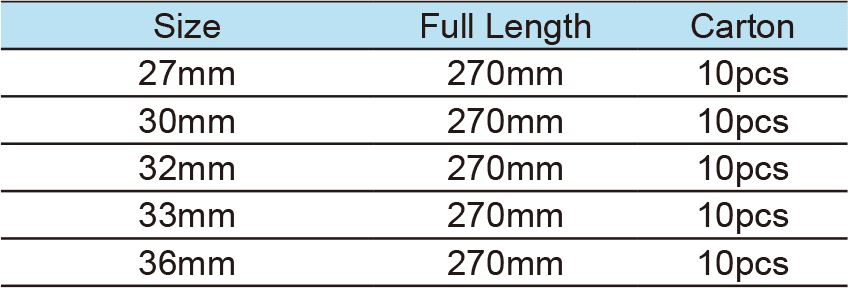 Size Full Length Carton
27mm 270mm 10pcs
30mm 270mm 10pcs
32mm 270mm 10pcs
33mm 270mm 10pcs
36mm 270mm 10pcs